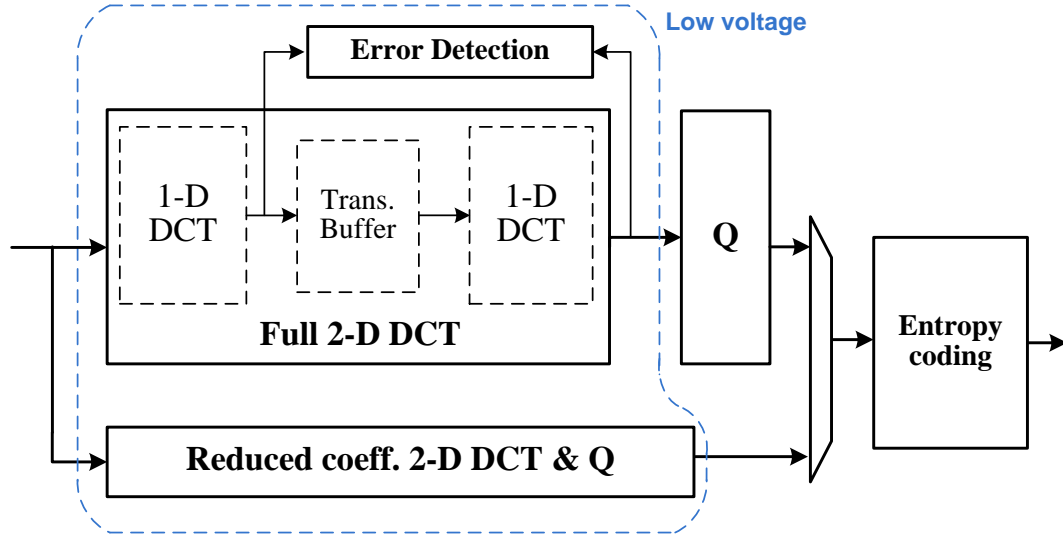 Low voltage
Error Detection
1-D
DCT
Trans.
Buffer
1-D
DCT
Q
Full 2-D DCT
Entropy
coding
Reduced coeff. 2-D DCT & Q